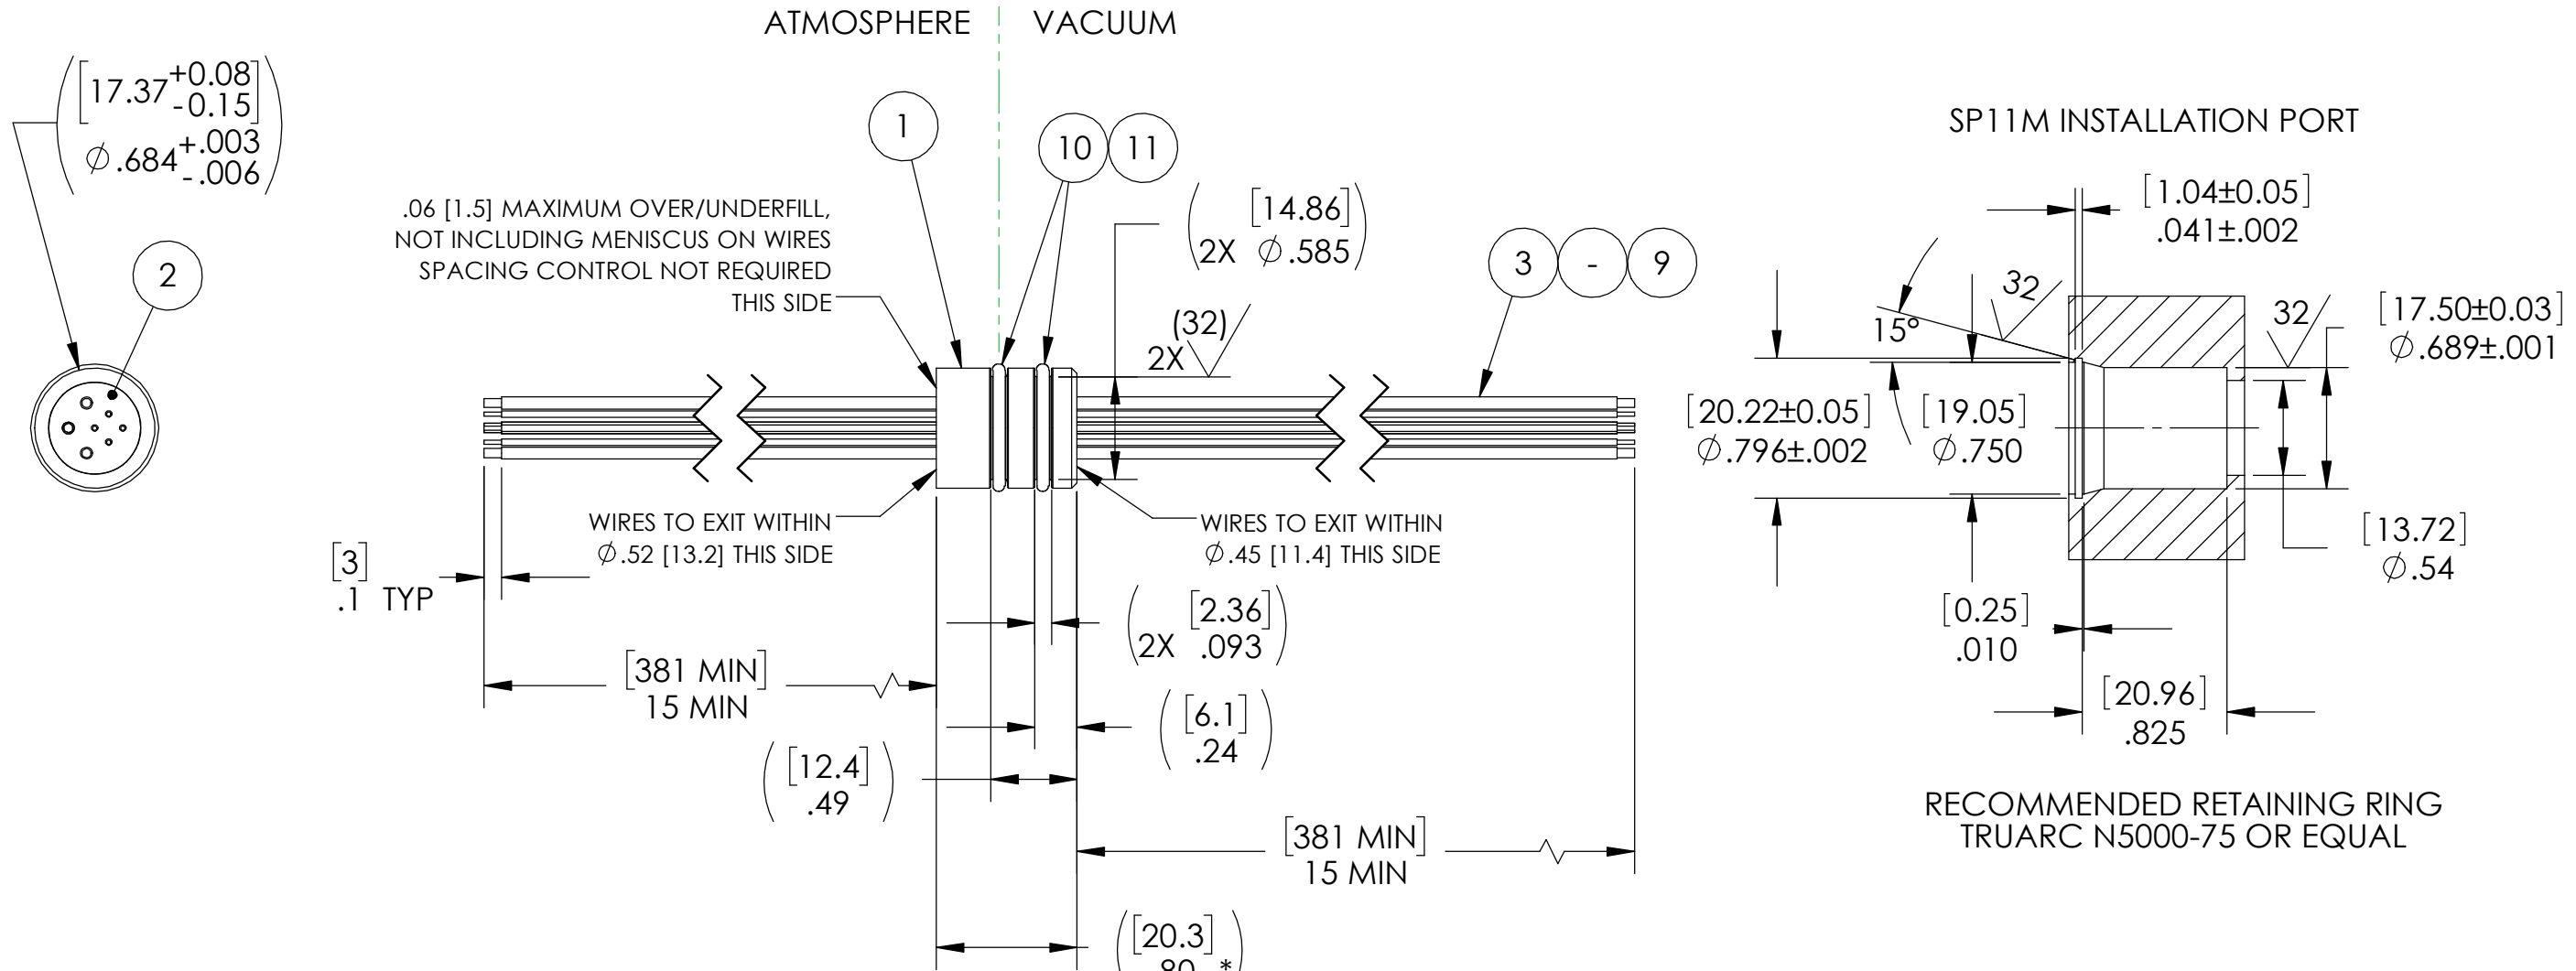 ATMOSPHERE
VACUUM
[17.37 +0.08 -0.15]
Ø.684 +.003 -.006
2
1
10 11
.06 [1.5] MAXIMUM OVER/UNDERFILL,
NOT INCLUDING MENISCUS ON WIRES
SPACING CONTROL NOT REQUIRED
THIS SIDE
[14.86]
2X Ø.585
(32)
2X
3 - 9
WIRES TO EXIT WITHIN
Ø.52 [13.2] THIS SIDE
WIRES TO EXIT WITHIN
Ø.45 [11.4] THIS SIDE
[3]
.1 TYP
[2.36]
2X .093
[381 MIN]
15 MIN
[6.1]
.24
[12.4]
.49
[381 MIN]
15 MIN
[20.3]
.80 *
SP11M INSTALLATION PORT
[1.04±0.05]
.041±.002
32
15°
32
[17.50±0.03]
Ø.689±.001
[20.22±0.05]
Ø.796±.002
[19.05]
Ø.750
[13.72]
Ø.54
[0.25]
.010
[20.96]
.825
RECOMMENDED RETAINING RING
TRUARC N5000-75 OR EQUAL